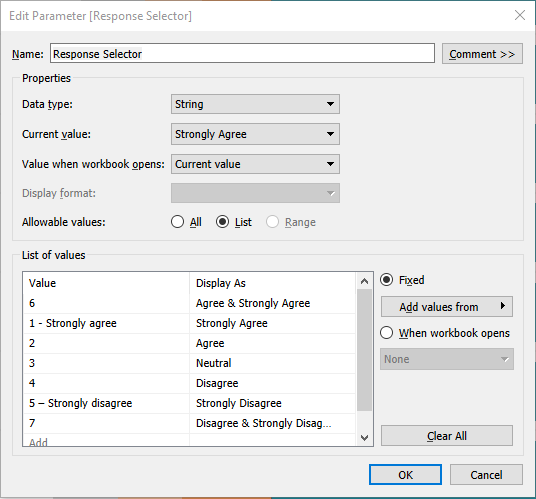 Edit Parameter [Response Selector]
Name: Response Selector Comment >>
Properties
Data type: String
Current value: Strongly Agree
Value when workbook opens: Current value
Display format:
Allowable values: All List Range
List of values
Value Display As Fixed
6 Agree & Strongly Agree Add values from
1 - Strongly agree Strongly Agree When workbook opens
2 Agree None
3 Neutral
4 Disagree
5 – Strongly disagree Strongly Disagree
7 Disagree & Strongly Disag...
Add Clear All
OK Cancel